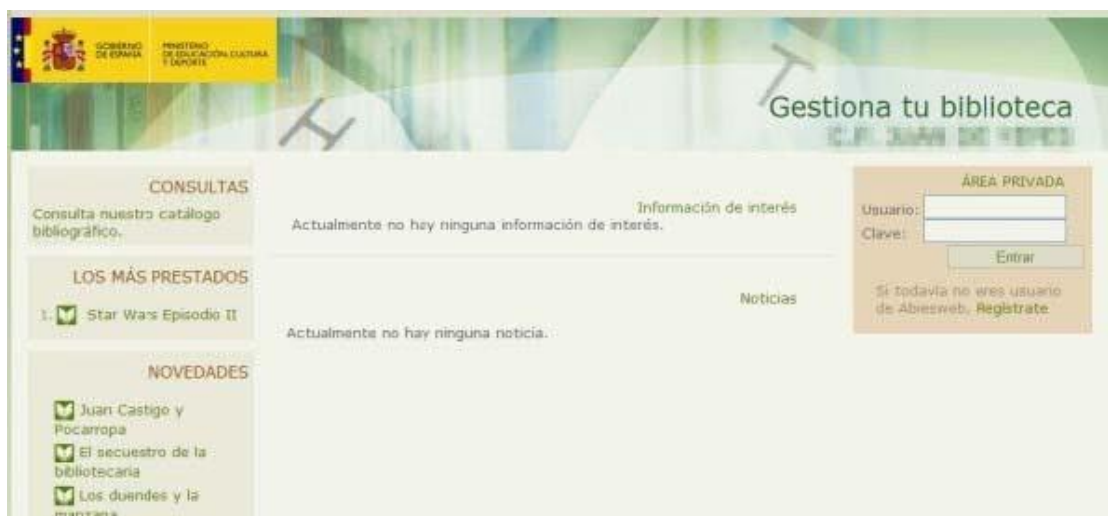 GOBIERNO
DE ESPAÑA
MINISTERIO
DE EDUCACIÓN, CULTURA
Y DEPORTE
H
T
Gestiona tu biblioteca
CONSULTAS
Consulta nuestro catálogo
bibliográfico.
LOS MÁS PRESTADOS
1. Star Wars Episodio II
NOVEDADES
Juan Castigo y
Pocarropa
El secuestro de la
bibliotecaria
Los duendes y la
manzana
Información de interés
Actualmente no hay ninguna información de interés.
Noticias
Actualmente no hay ninguna noticia.
ÁREA PRIVADA
Usuario:
Clave:
Entrar
Si todavía no eres usuario
de Abiesweb, Regístrate